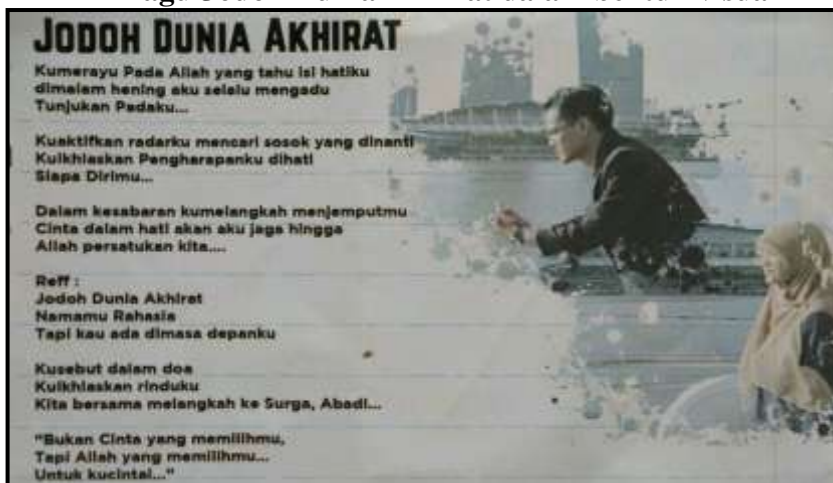 JODOH DUNIA AKHIRAT
Kumerayu Pada Allah yang tahu isi hatiku
dimalam hening aku selalu mengadu
Tunjukan Padaku...
Kuaktifkan radarku mencari sosok yang dinanti
Kuikhlaskan Pengharapanku dihati
Siapa Dirimu...
Dalam kesabaran kumelangkah menjemputmu
Cinta dalam hati akan aku jaga hingga
Allah persatukan kita....
Reff :
Jodoh Dunia Akhirat
Namamu Rahasia
Tapi kau ada dimasa depanku
Kusebut dalam doa
Kuikhlaskan rinduku
Kita bersama melangkah ke Surga, Abadi...
"Bukan Cinta yang memilihmu,
Tapi Allah yang memilihmu...
Untuk kucintai..."